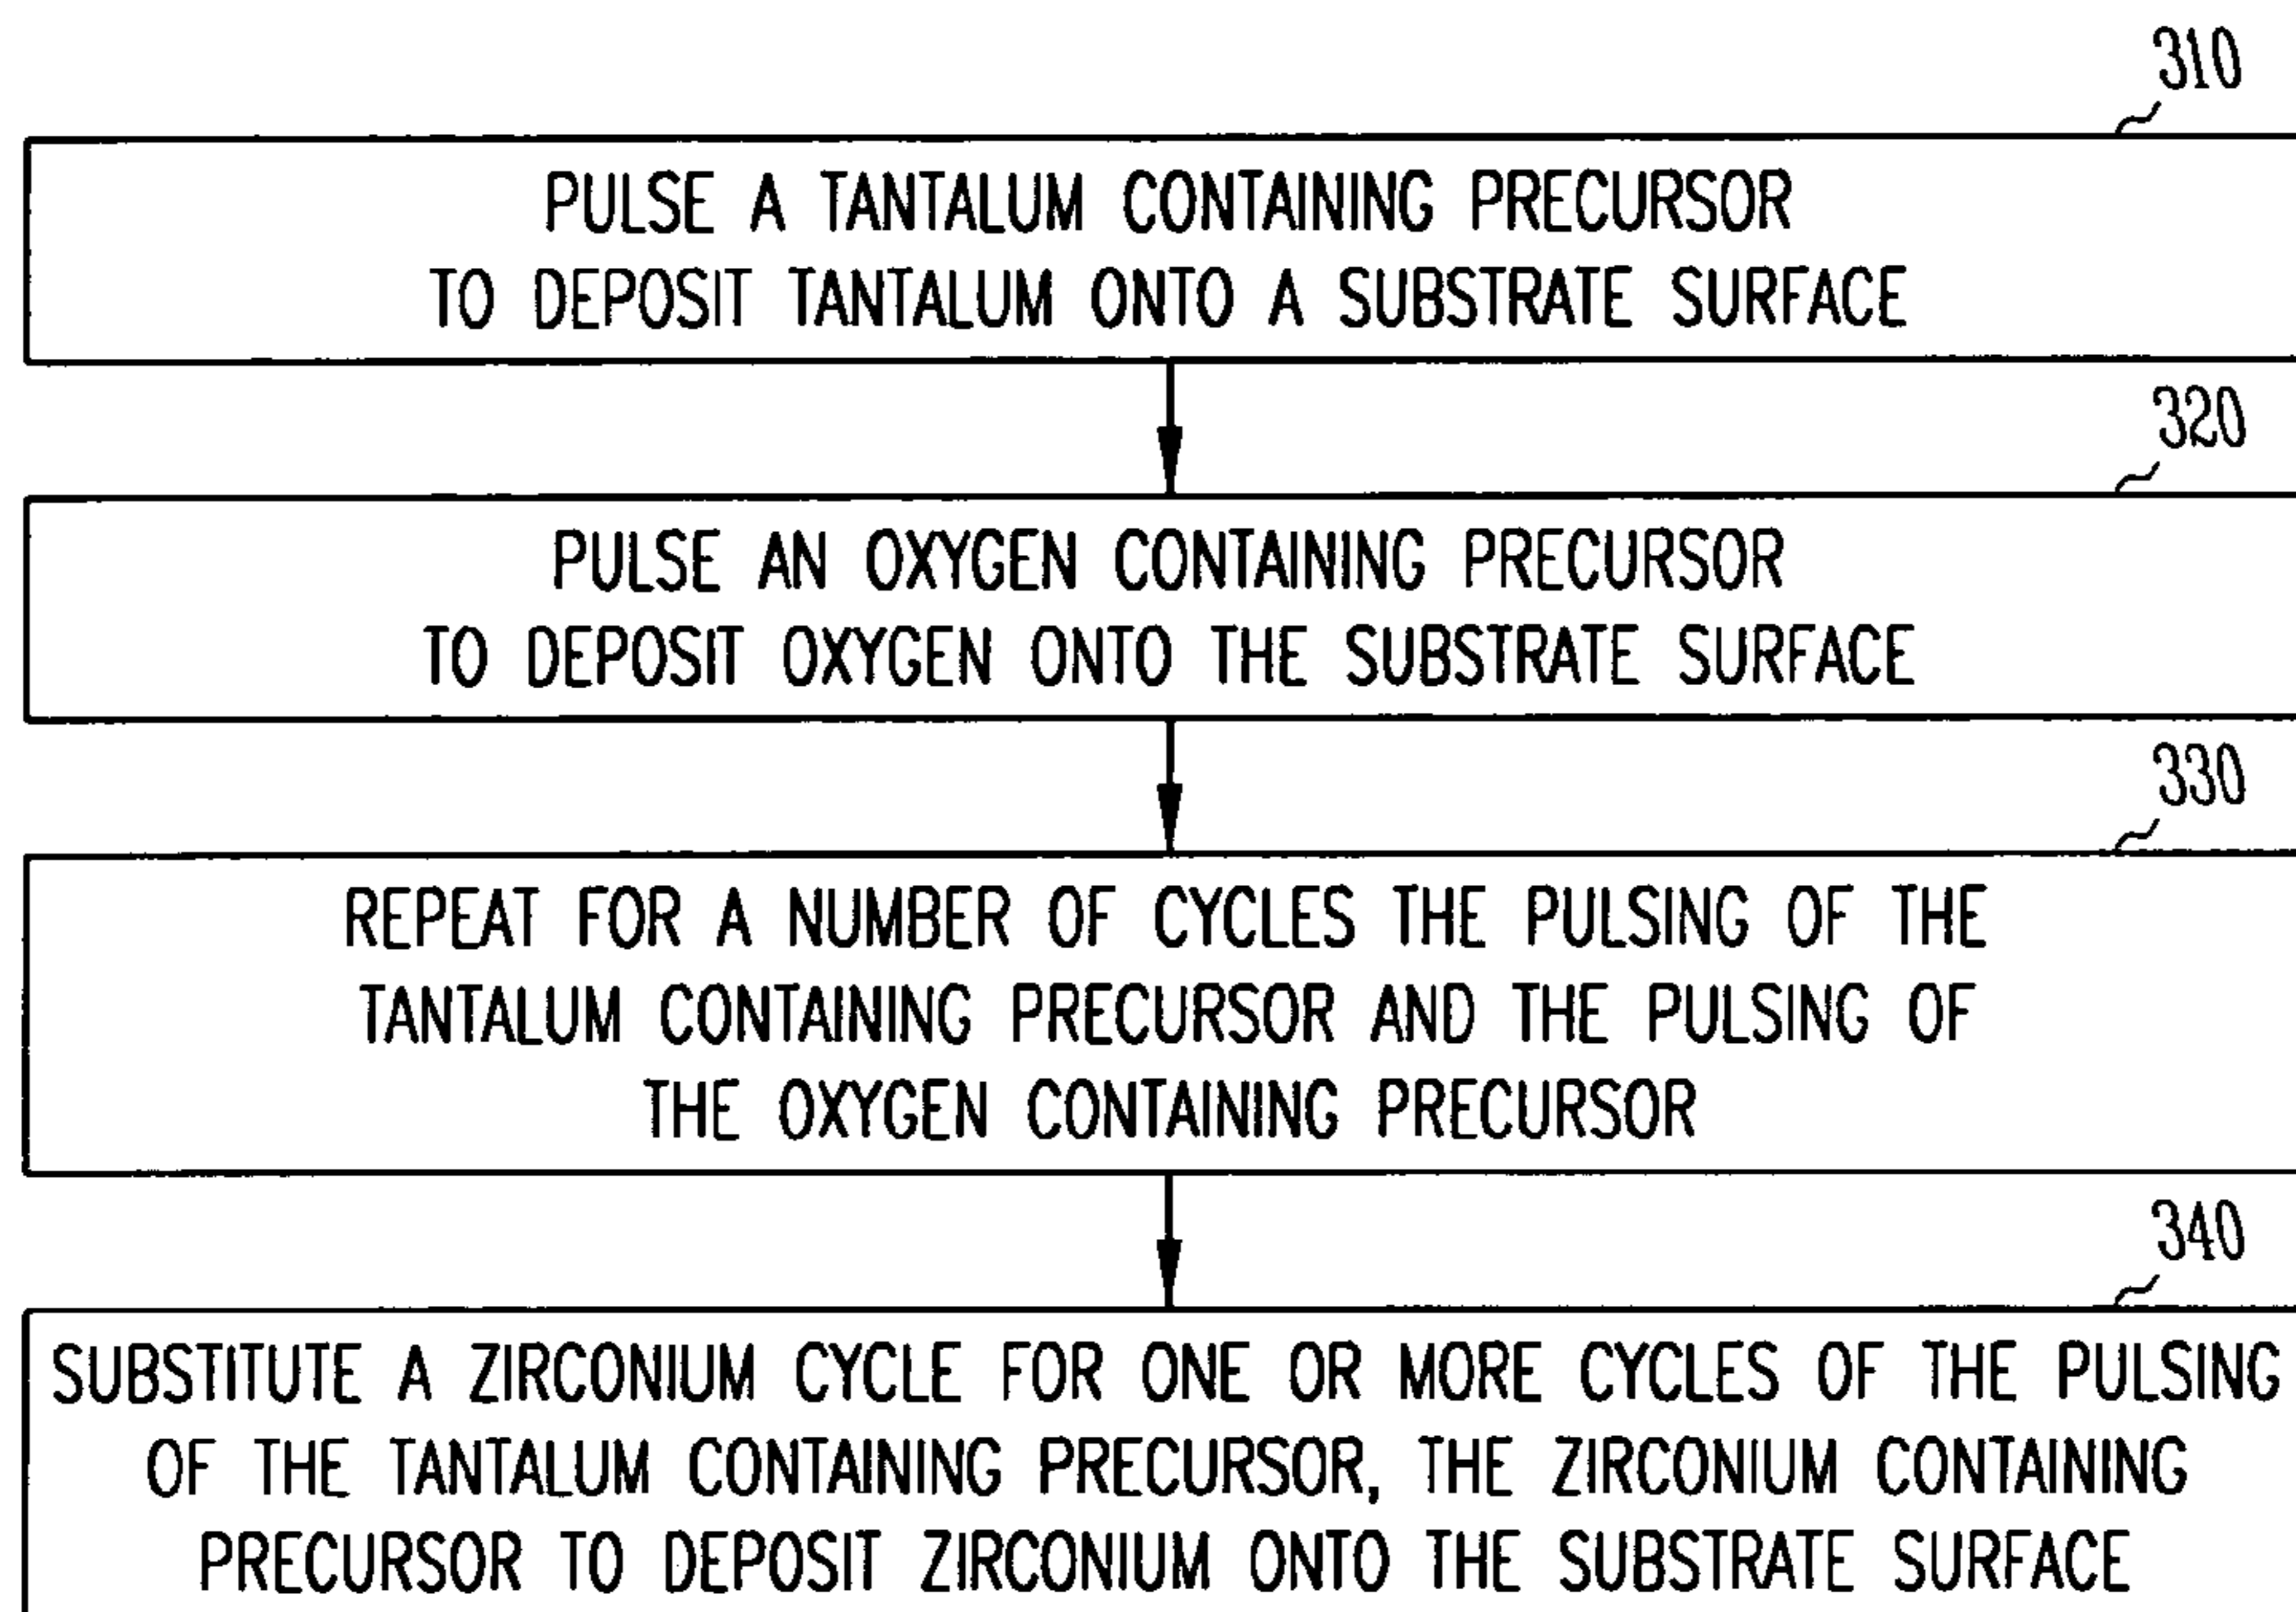 310
PULSE A TANTALUM CONTAINING PRECURSOR
TO DEPOSIT TANTALUM ONTO A SUBSTRATE SURFACE
320
PULSE AN OXYGEN CONTAINING PRECURSOR
TO DEPOSIT OXYGEN ONTO THE SUBSTRATE SURFACE
330
REPEAT FOR A NUMBER OF CYCLES THE PULSING OF THE
TANTALUM CONTAINING PRECURSOR AND THE PULSING OF
THE OXYGEN CONTAINING PRECURSOR
340
SUBSTITUTE A ZIRCONIUM CYCLE FOR ONE OR MORE CYCLES OF THE PULSING
OF THE TANTALUM CONTAINING PRECURSOR, THE ZIRCONIUM CONTAINING
PRECURSOR TO DEPOSIT ZIRCONIUM ONTO THE SUBSTRATE SURFACE